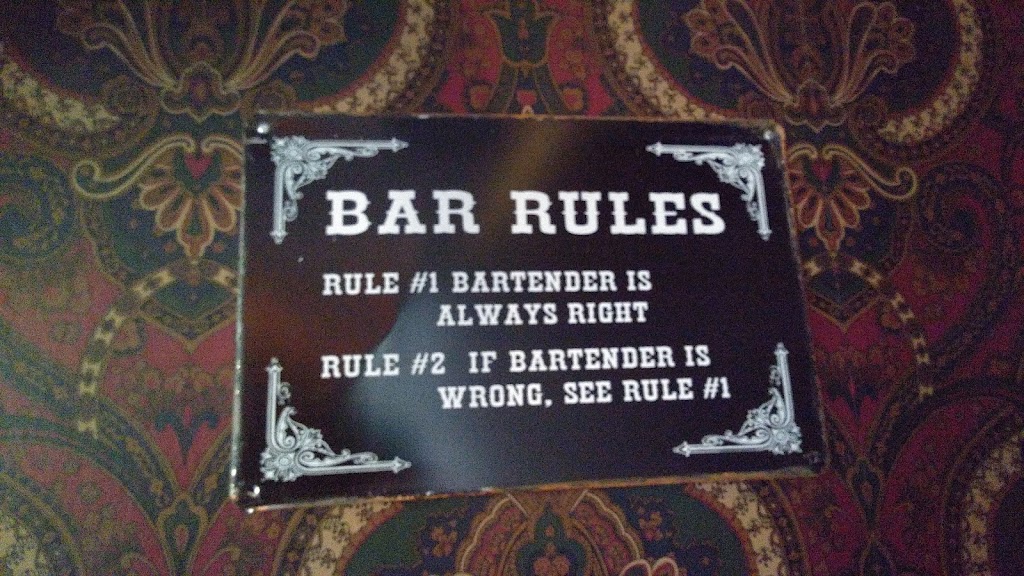 BAR RULES
RULE #1 BARTENDER IS
ALWAYS RIGHT
RULE #2 IF BARTENDER IS
WRONG, SEE RULE #1